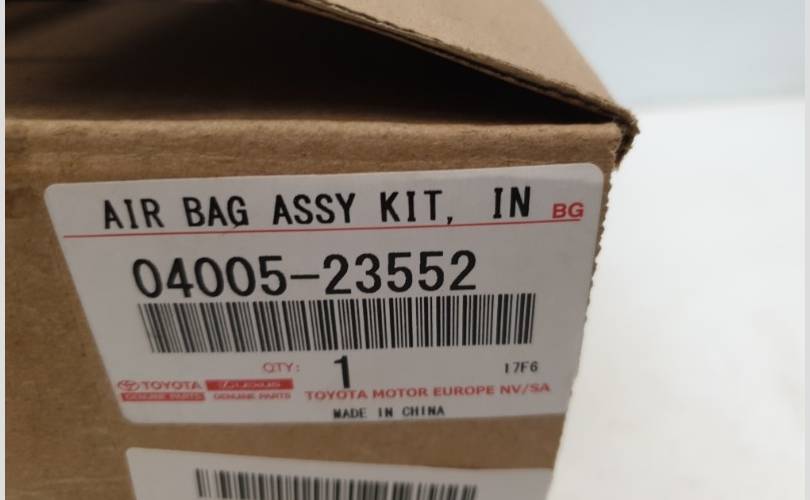 AIR BAG ASSY KIT, IN BG
04005-23552
QTY: 1 17F6
TOYOTA LEXUS
GENUINE PARTS GENUINE PARTS TOYOTA MOTOR EUROPE NV/SA
MADE IN CHINA